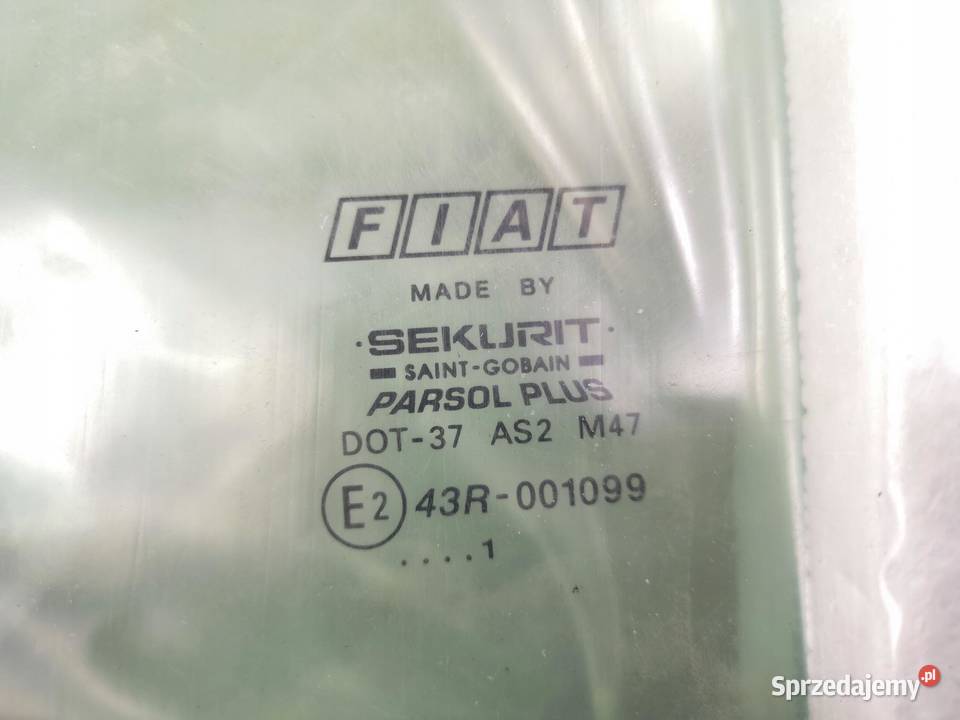 FIAT
MADE BY
·SEKURIT·
SAINT-GOBAIN
PARSOL PLUS
DOT-37 AS2 M47
E2 43R-001099
....1
Sprzedajemy.pl